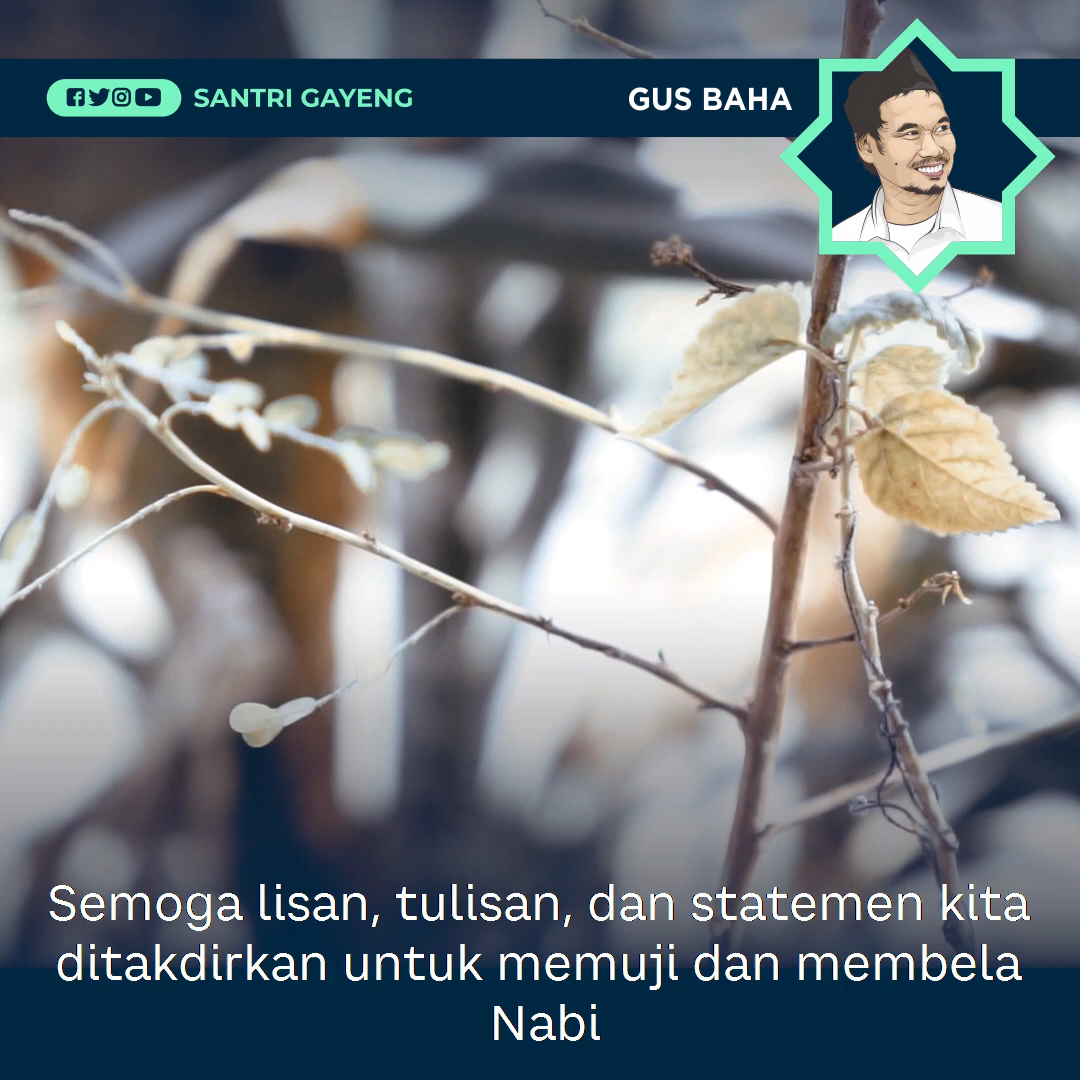 SANTRI GAYENG
GUS BAHA
Semoga lisan, tulisan, dan statemen kita
ditakdirkan untuk memuji dan membela
Nabi